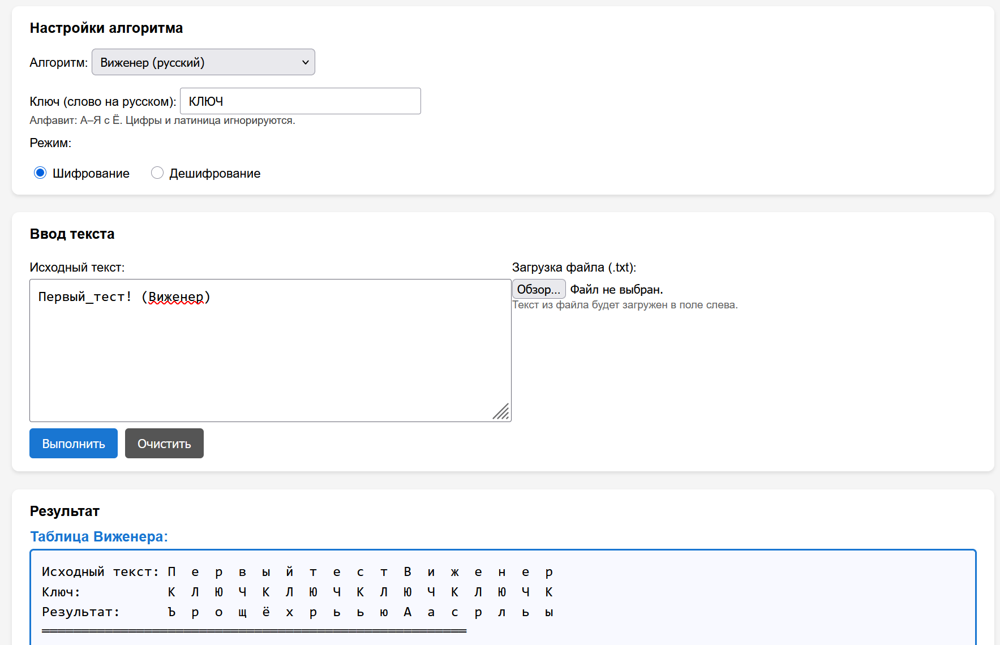 Настройки алгоритма
Алгоритм: Виженер (русский)
Ключ (слово на русском): КЛЮЧ
Алфавит: А–Я с Ё. Цифры и латиница игнорируются.
Режим:
Шифрование Дешифрование
Ввод текста
Исходный текст:
Первый_тест! (Виженер)
Загрузка файла (.txt):
Обзор... Файл не выбран.
Текст из файла будет загружен в поле слева.
Выполнить Очистить
Результат
Таблица Виженера:
Исходный текст: П е р в ы й т е с т В и ж е н е р
Ключ: К Л Ю Ч К Л Ю Ч К Л Ю Ч К Л Ю Ч К
Результат: Ъ р о щ ё х р ь ь ю А а с р л ь ы